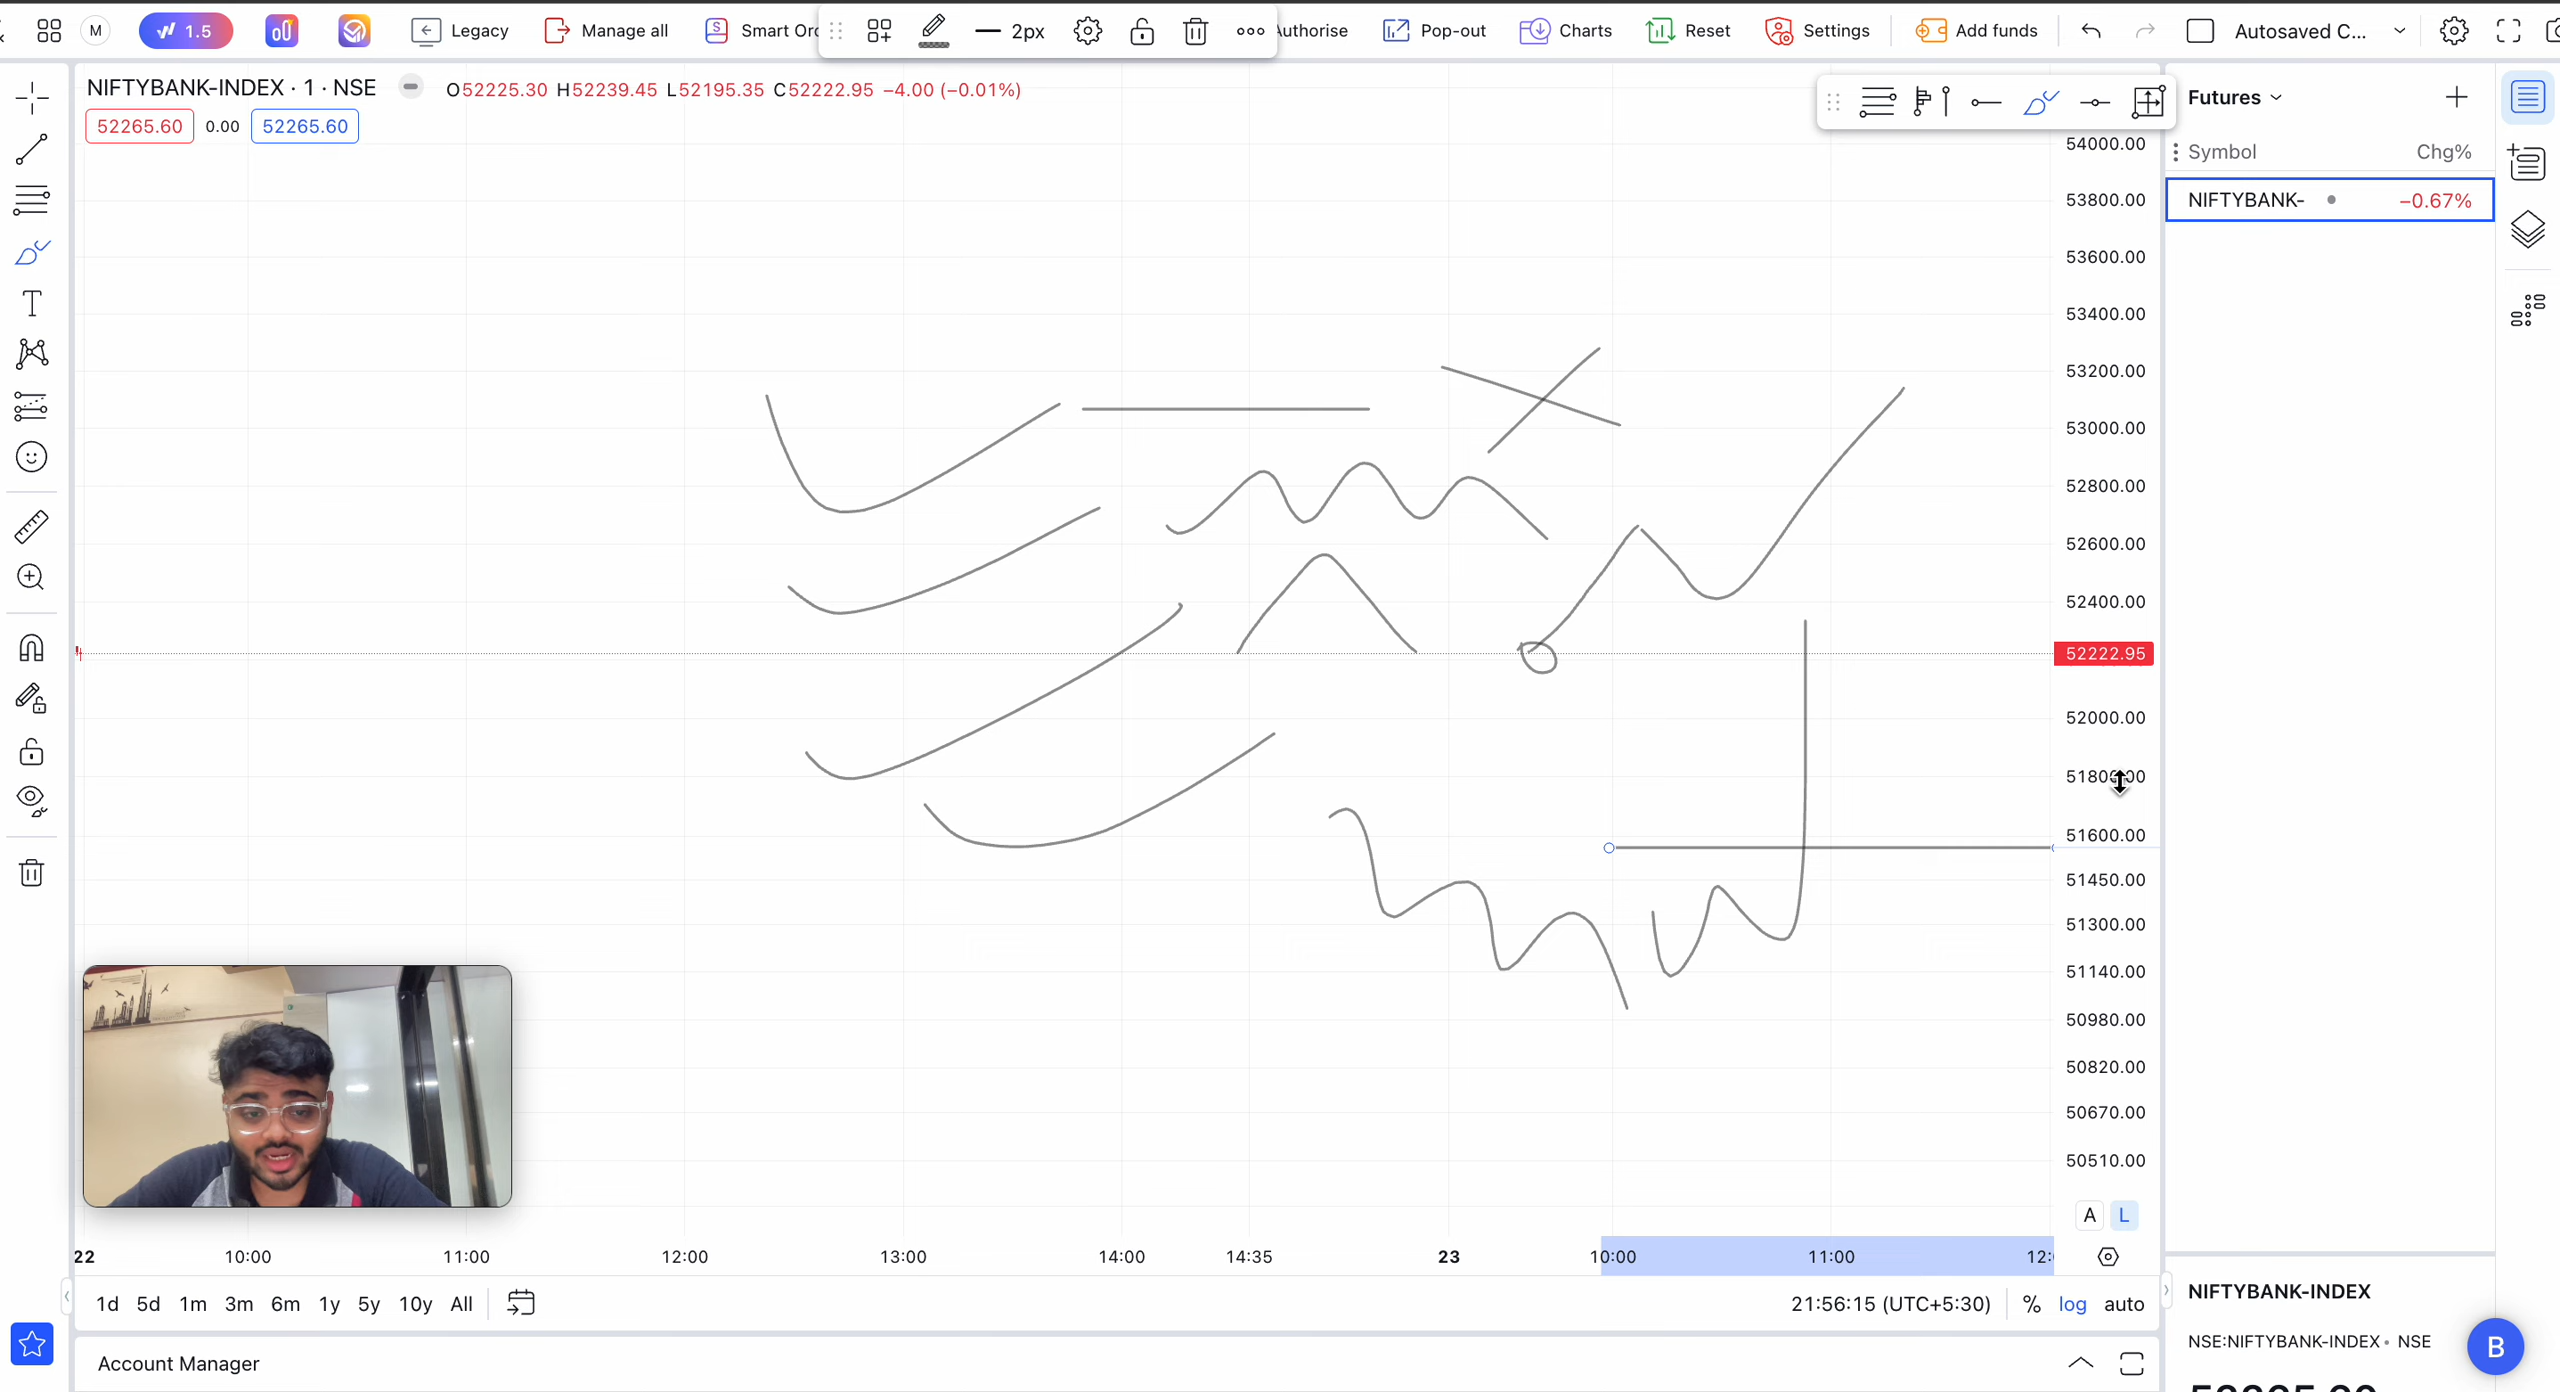 M
1.5
Legacy
Manage all
Smart Orc
2px
Authorise
Pop-out
Charts
Reset
Settings
Add funds
Autosaved C...
NIFTYBANK-INDEX · 1 · NSE
O52225.30 H52239.45 L52195.35 C52222.95 −4.00 (−0.01%)
52265.60 0.00 52265.60
Futures
Symbol Chg%
NIFTYBANK- −0.67%
54000.00
53800.00
53600.00
53400.00
53200.00
53000.00
52800.00
52600.00
52400.00
52222.95
52000.00
51800.00
51600.00
51450.00
51300.00
51140.00
50980.00
50820.00
50670.00
50510.00
A L
22 10:00 11:00 12:00 13:00 14:00 14:35 23 10:00 11:00 12:
1d 5d 1m 3m 6m 1y 5y 10y All
21:56:15 (UTC+5:30) % log auto
Account Manager
NIFTYBANK-INDEX
NSE:NIFTYBANK-INDEX • NSE
B